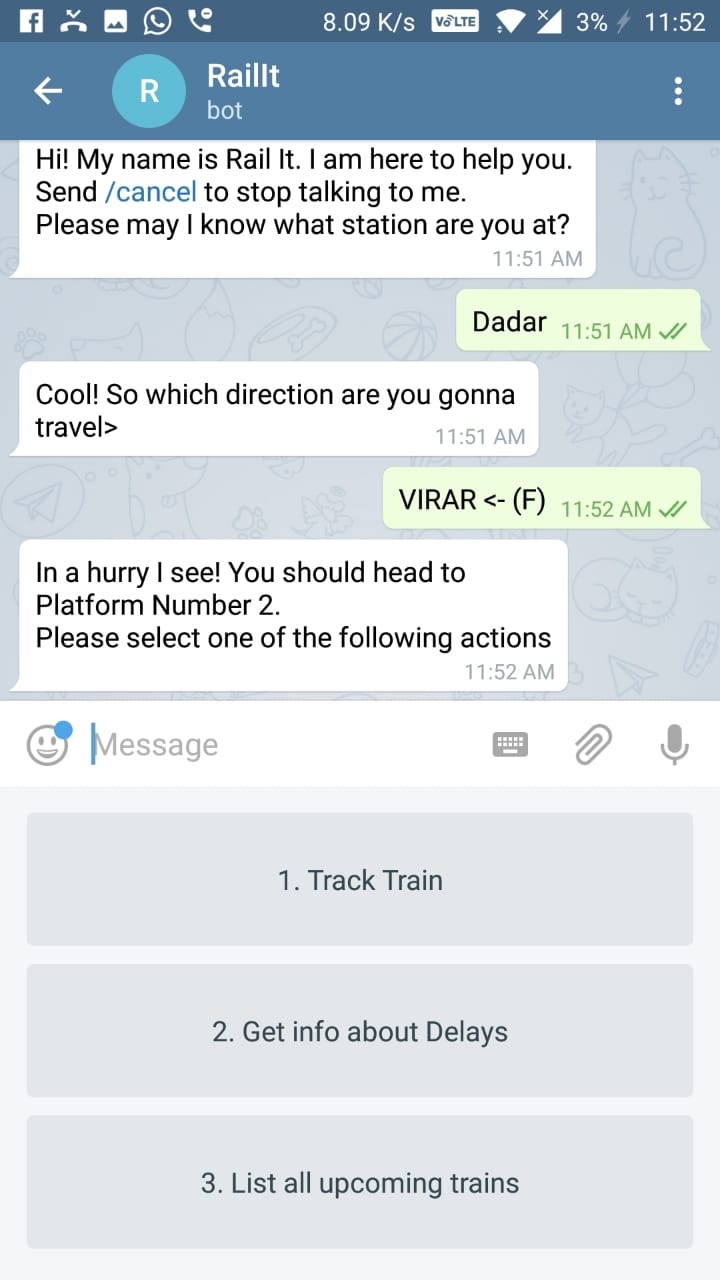 8.09 K/s VoLTE 3% 11:52
R
RailIt
bot
Hi! My name is Rail It. I am here to help you.
Send /cancel to stop talking to me.
Please may I know what station are you at?
11:51 AM
Dadar 11:51 AM
Cool! So which direction are you gonna
travel>
11:51 AM
VIRAR <- (F) 11:52 AM
In a hurry I see! You should head to
Platform Number 2.
Please select one of the following actions
11:52 AM
Message
1. Track Train
2. Get info about Delays
3. List all upcoming trains